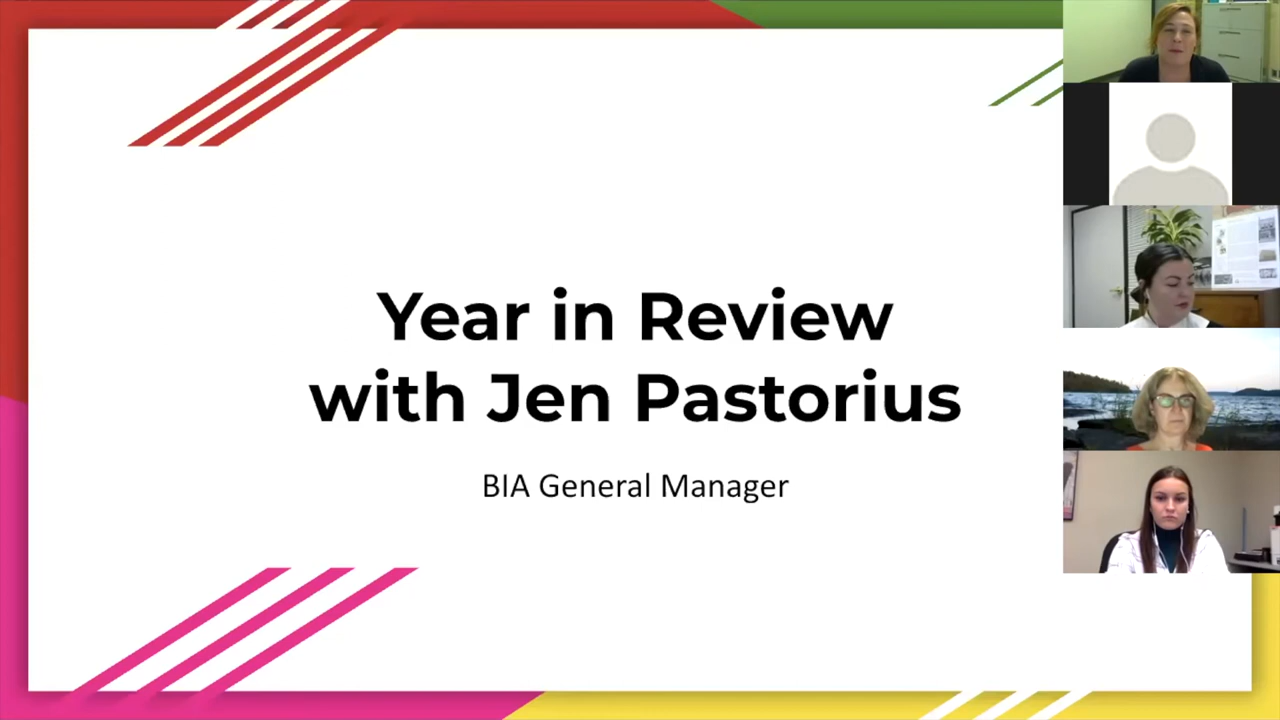 Year in Review
with Jen Pastorius
BIA General Manager